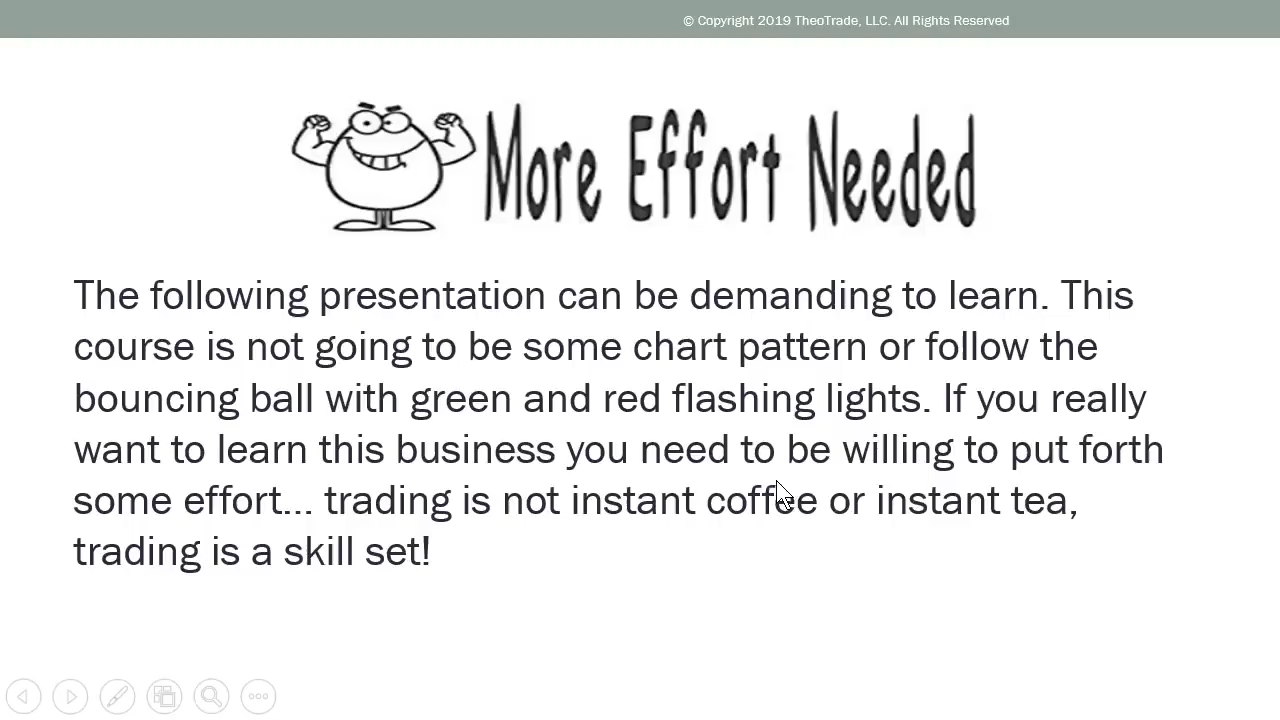 © Copyright 2019 TheoTrade, LLC. All Rights Reserved
More Effort Needed
The following presentation can be demanding to learn. This
course is not going to be some chart pattern or follow the
bouncing ball with green and red flashing lights. If you really
want to learn this business you need to be willing to put forth
some effort... trading is not instant coffee or instant tea,
trading is a skill set!